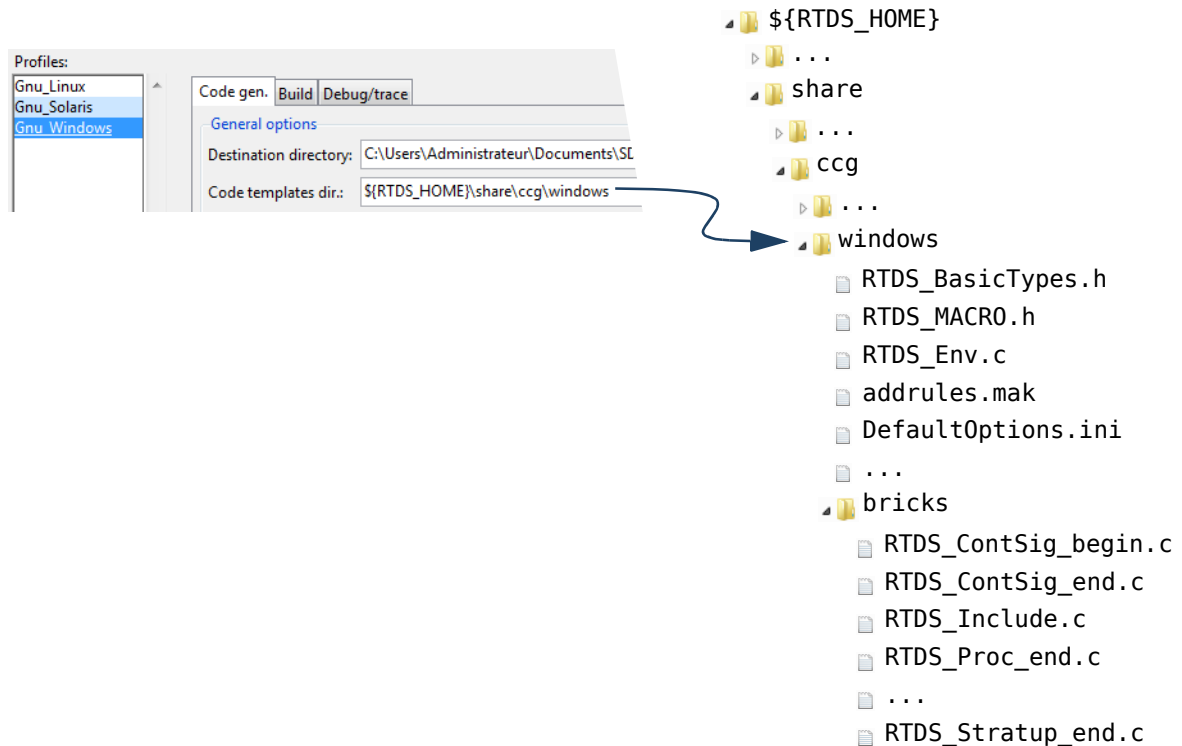 Profiles:
Gnu_Linux
Gnu_Solaris
Gnu_Windows
Code gen. Build Debug/trace
General options
Destination directory: C:\Users\Administrateur\Documents\SD
Code templates dir.: ${RTDS_HOME}\share\ccg\windows
${RTDS_HOME}
...
share
...
ccg
...
windows
RTDS_BasicTypes.h
RTDS_MACRO.h
RTDS_Env.c
addrules.mak
DefaultOptions.ini
...
bricks
RTDS_ContSig_begin.c
RTDS_ContSig_end.c
RTDS_Include.c
RTDS_Proc_end.c
...
RTDS_Stratup_end.c